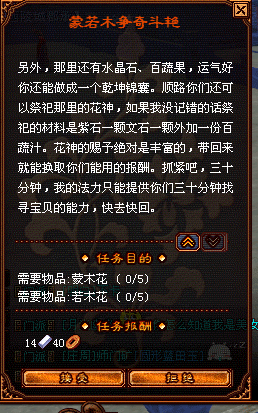 蒙若木争奇斗艳
另外，那里还有水晶石、百蔬果，运气好
你还能做成一个乾坤锦囊。顺路你们还可
以祭祀那里的花神，如果我没记错的话祭
祀的材料是紫石一颗文石一颗外加一份百
蔬汁。花神的赐予绝对是丰富的，带回来
就能换取你们能用的报酬。抓紧吧，三十
分钟，我的法力只能提供你们三十分钟找
寻宝贝的能力，快去快回。
任务目的
需要物品:蒙木花 （0/5）
需要物品:若木花 （0/5）
任务报酬
14 40
接受 拒绝